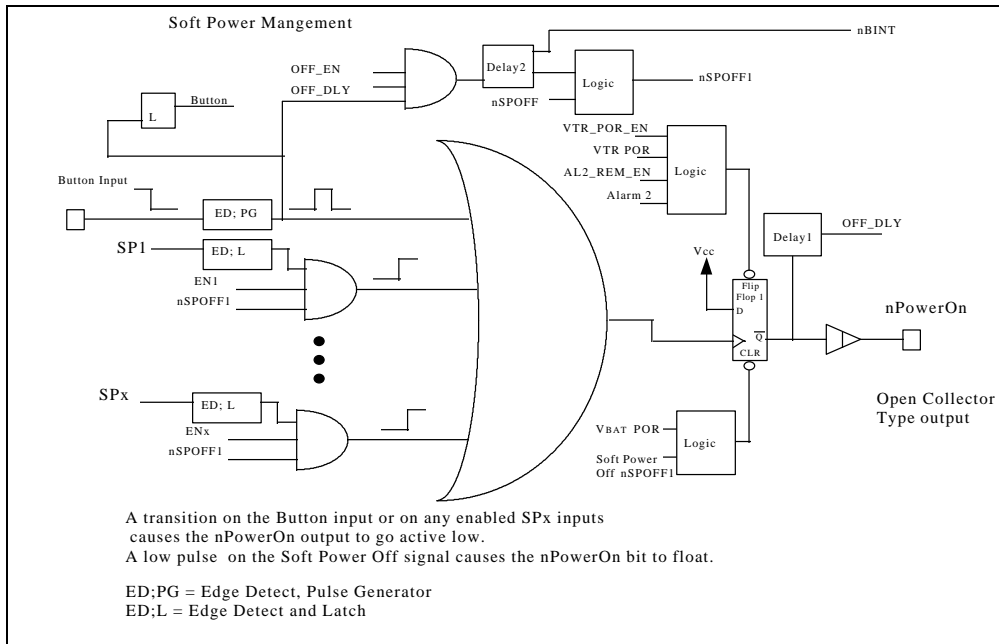 Soft Power Mangement
nBINT
OFF_EN
OFF_DLY
Delay2
Logic
nSPOFF1
nSPOFF
Button
L
VTR_POR_EN
VTR POR
AL2_REM_EN
Alarm 2
Logic
Button Input
ED; PG
SP1
ED; L
EN1
nSPOFF1
Delay1
OFF_DLY
Vcc
Flip
Flop 1
D
Q
CLR
nPowerOn
SPx
ED; L
ENx
nSPOFF1
Open Collector
Type output
VBAT POR
Logic
Soft Power
Off nSPOFF1
A transition on the Button input or on any enabled SPx inputs
causes the nPowerOn output to go active low.
A low pulse on the Soft Power Off signal causes the nPowerOn bit to float.
ED;PG = Edge Detect, Pulse Generator
ED;L = Edge Detect and Latch